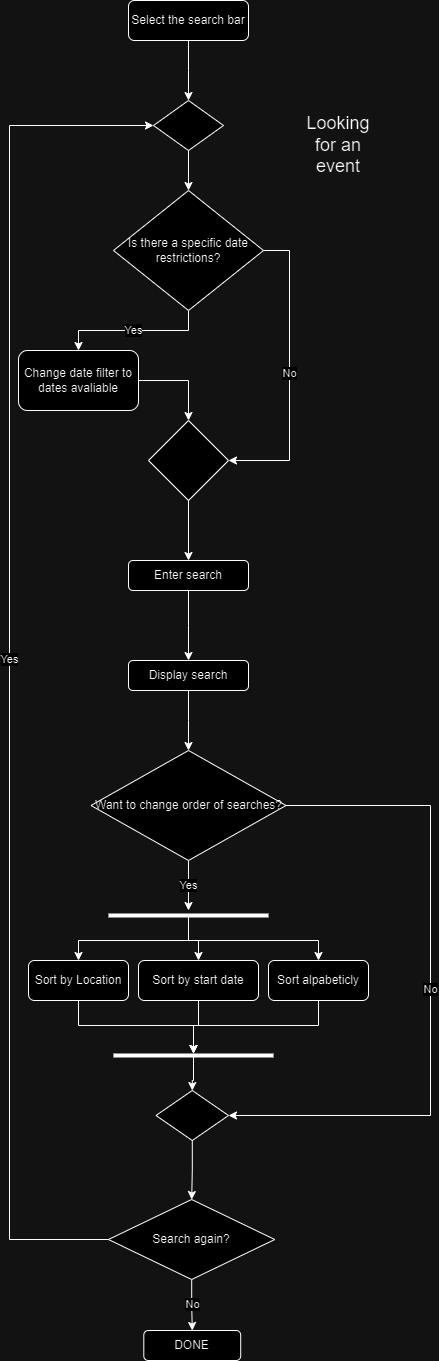 Select the search bar
Looking
for an
event
Is there a specific date
restrictions?
Yes
No
Change date filter to
dates avaliable
Enter search
Yes
Display search
Want to change order of searches?
Yes
Sort by Location
Sort by start date
Sort alpabeticly
No
Search again?
No
DONE